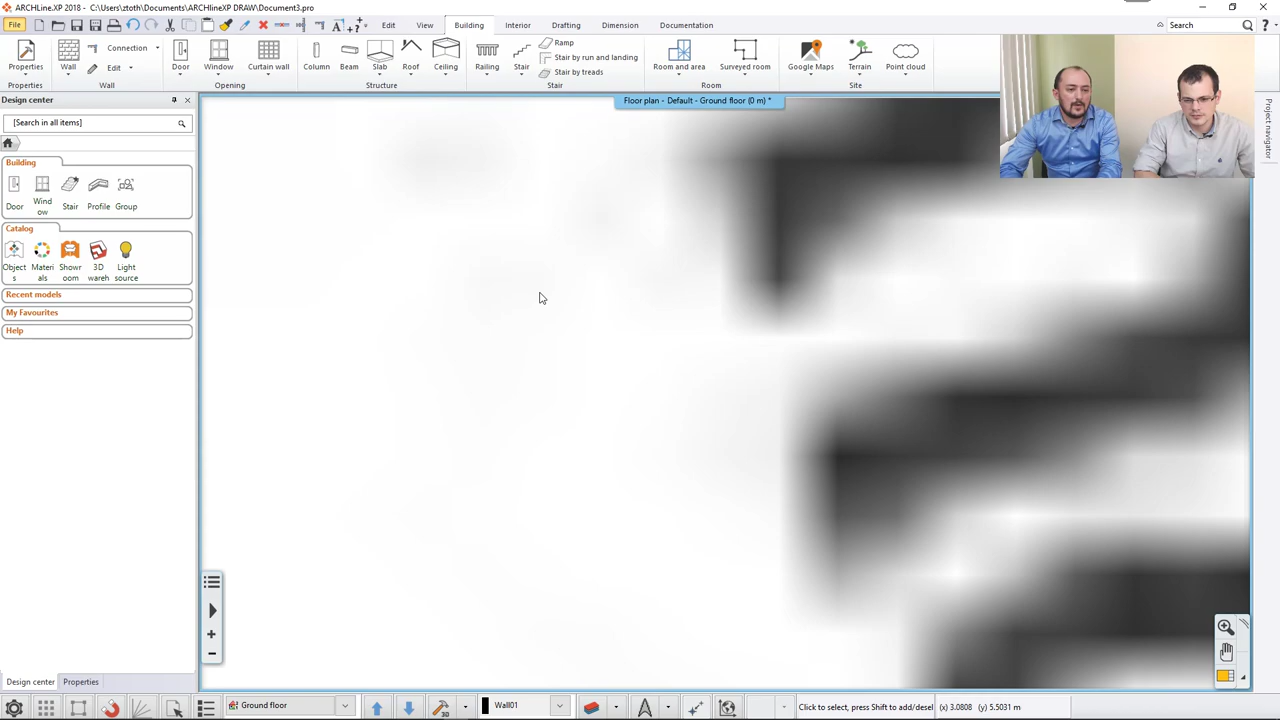 ARCHLine.XP 2018 - C:\Users\ztoth\Documents\ARCHlineXP DRAW\Document3.pro
File Edit View Building Interior Drafting Dimension Documentation Search
Properties Wall Connection Edit Door Window Curtain wall Column Beam Slab Roof Ceiling Railing Stair Ramp Stair by run and landing Stair by treads Room and area Surveyed room Google Maps Terrain Point cloud
Properties Wall Opening Structure Stair Room Site
Design center
Floor plan - Default - Ground floor (0 m) *
Project navigator
[Search in all items]
Building
Door Wind
ow Stair Profile Group
Catalog
Object
s Materi
als Show
room 3D
wareh Light
source
Recent models
My Favourites
Help
Design center Properties
Ground floor
30
Wall01
Click to select, press Shift to add/desel
(x) 3.0808 (y) 5.5031 m